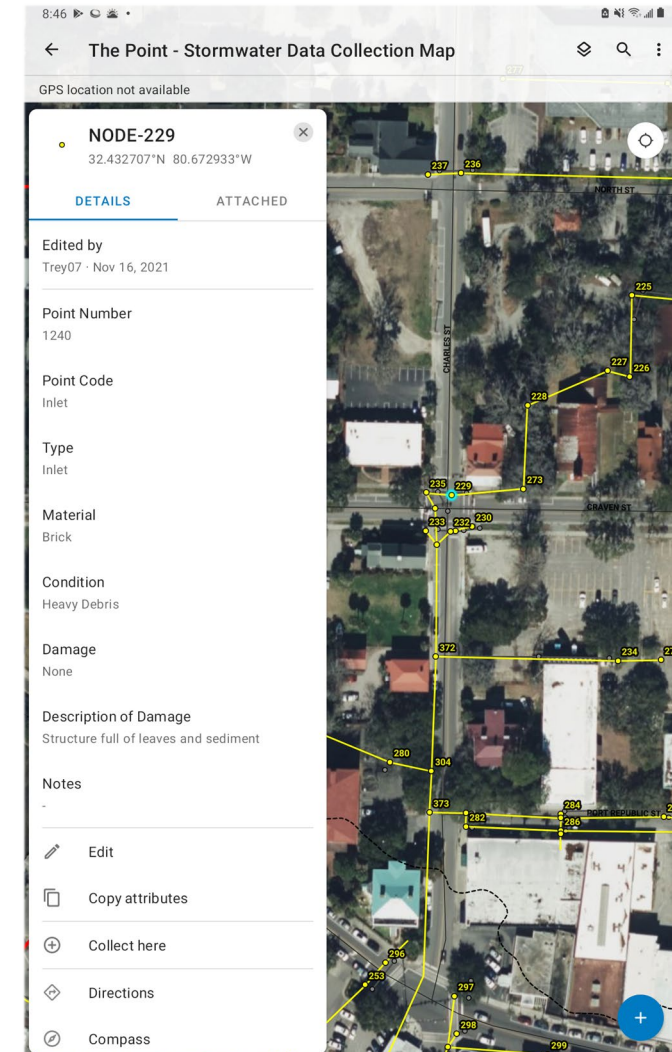 8:46
The Point - Stormwater Data Collection Map
GPS location not available
NODE-229
32.432707°N 80.672933°W
DETAILS
ATTACHED
Edited by
Trey07 · Nov 16, 2021
Point Number
1240
Point Code
Inlet
Type
Inlet
Material
Brick
Condition
Heavy Debris
Damage
None
Description of Damage
Structure full of leaves and sediment
Notes
-
Edit
Copy attributes
Collect here
Directions
Compass
237
236
NORTH ST
225
CHARLES ST
227
226
228
235
229
273
CRAVEN ST
233
232
230
372
234
280
304
373
282
284
PORT REPUBLIC ST
286
296
253
297
298
299